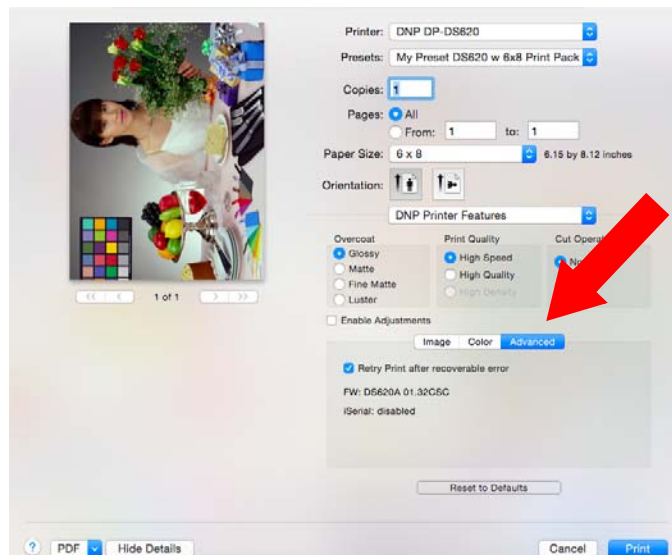 Printer: DNP DP-DS620
Presets: My Preset DS620 w 6x8 Print Pack
Copies: 1
Pages: All
From: 1 to: 1
Paper Size: 6 x 8 6.15 by 8.12 inches
Orientation:
DNP Printer Features
Overcoat Print Quality Cut
Glossy High Speed
Matte High Quality
Fine Matte High Density
Luster
1 of 1
Enable Adjustments
Image Color Advanced
Retry Print after recoverable error
FW: DS620A 01.32CSC
iSerial: disabled
Reset to Defaults
? PDF Hide Details Cancel Print